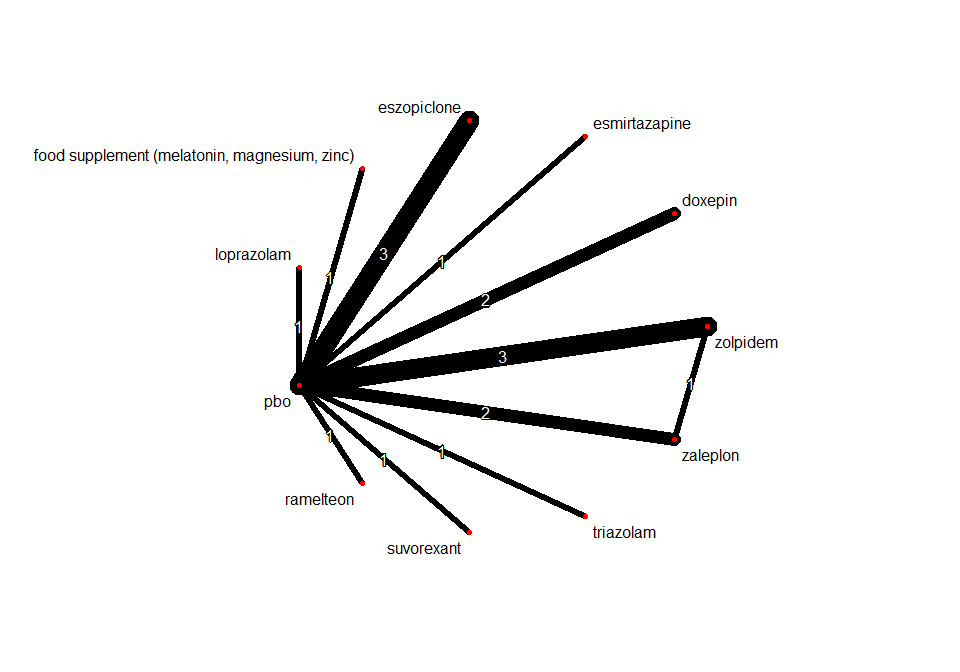 eszopiclone
esmirtazapine
food supplement (melatonin, magnesium, zinc)
doxepin
loprazolam
3
1
1
2
1
zolpidem
3
1
pbo
2
1
1
1
zaleplon
ramelteon
triazolam
suvorexant